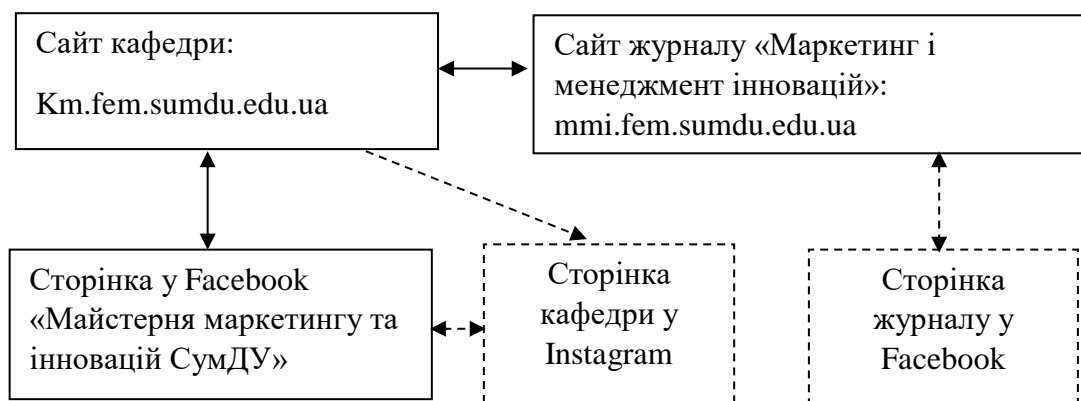 Сайт кафедри:
Km.fem.sumdu.edu.ua
Сайт журналу «Маркетинг і
менеджмент інновацій»:
mmi.fem.sumdu.edu.ua
Сторінка у Facebook
«Майстерня маркетингу та
інновацій СумДУ»
Сторінка
кафедри у
Instagram
Сторінка
журналу у
Facebook